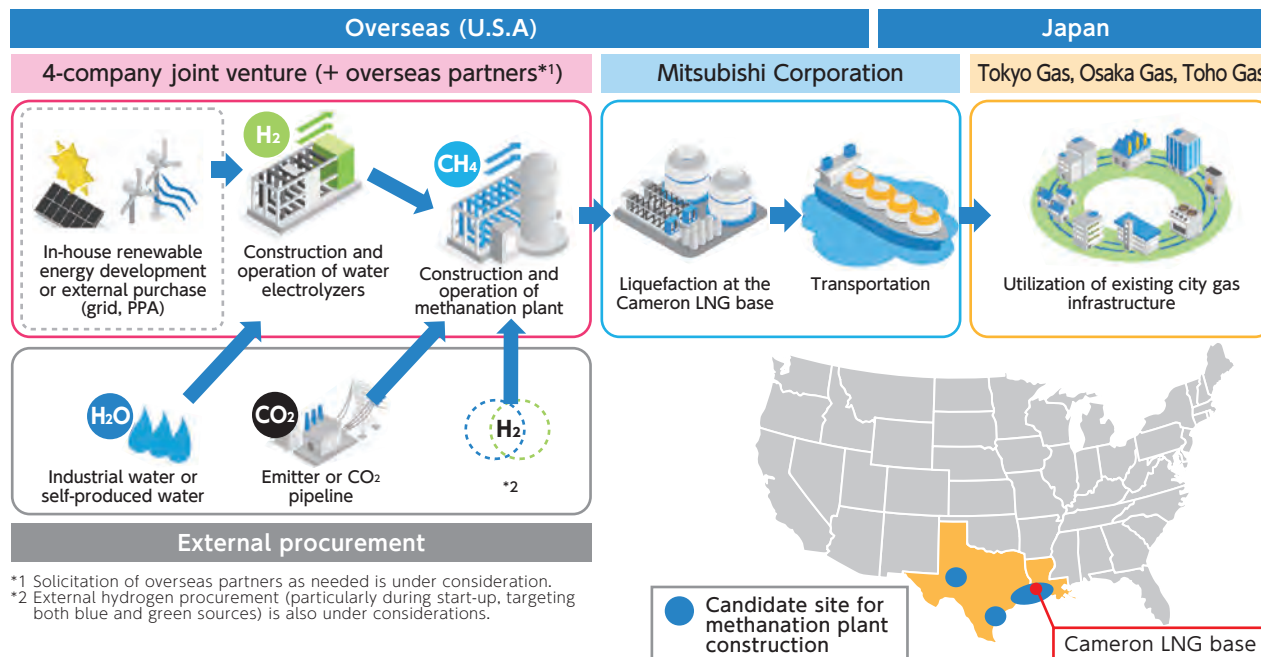 Overseas (U.S.A)
Japan
4-company joint venture (+ overseas partners*1)
Mitsubishi Corporation
Tokyo Gas, Osaka Gas, Toho Gas
H2
CH4
In-house renewable
energy development
or external purchase
(grid, PPA)
Construction and
operation of water
electrolyzers
Construction and
operation of
methanation plant
Liquefaction at the
Cameron LNG base
Transportation
Utilization of existing city gas
infrastructure
H2O
CO2
H2
Industrial water or
self-produced water
Emitter or CO2
pipeline
*2
External procurement
*1 Solicitation of overseas partners as needed is under consideration.
*2 External hydrogen procurement (particularly during start-up, targeting
both blue and green sources) is also under considerations.
Candidate site for
methanation plant
construction
Cameron LNG base